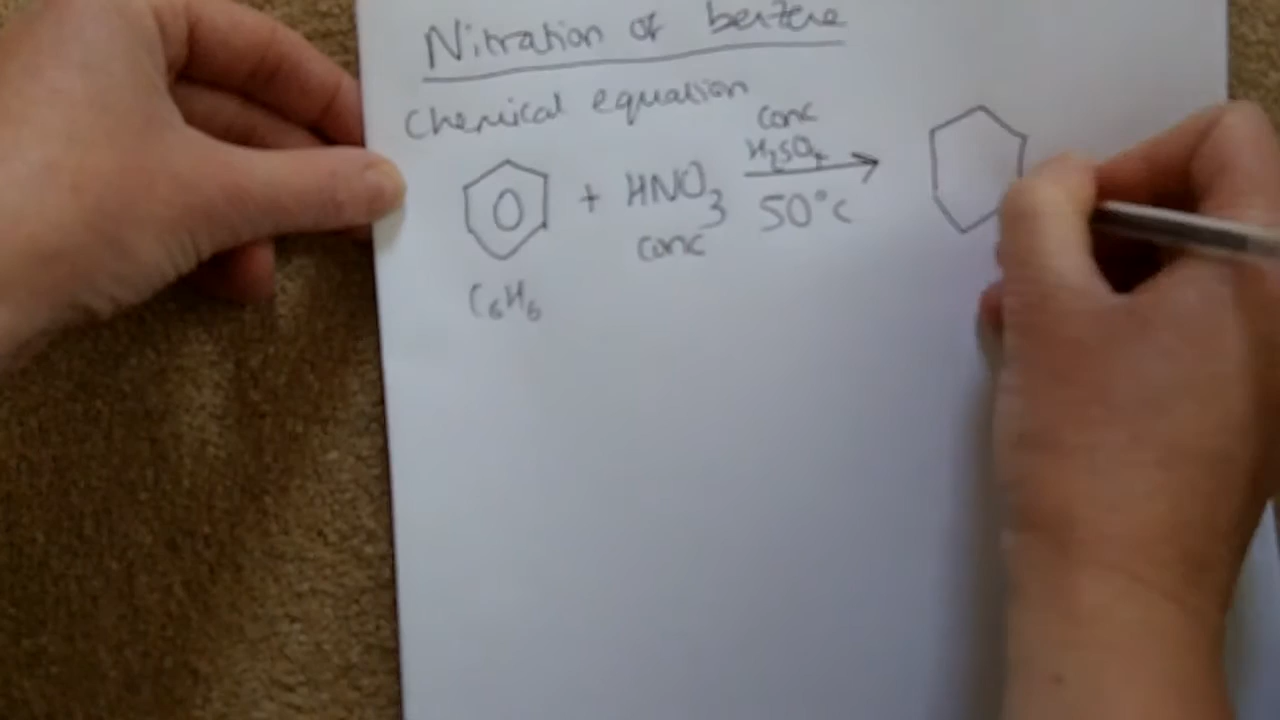 Nitration of benzene
Chemical equation
+ HNO3 conc H2SO4 50°C
conc
C6H6